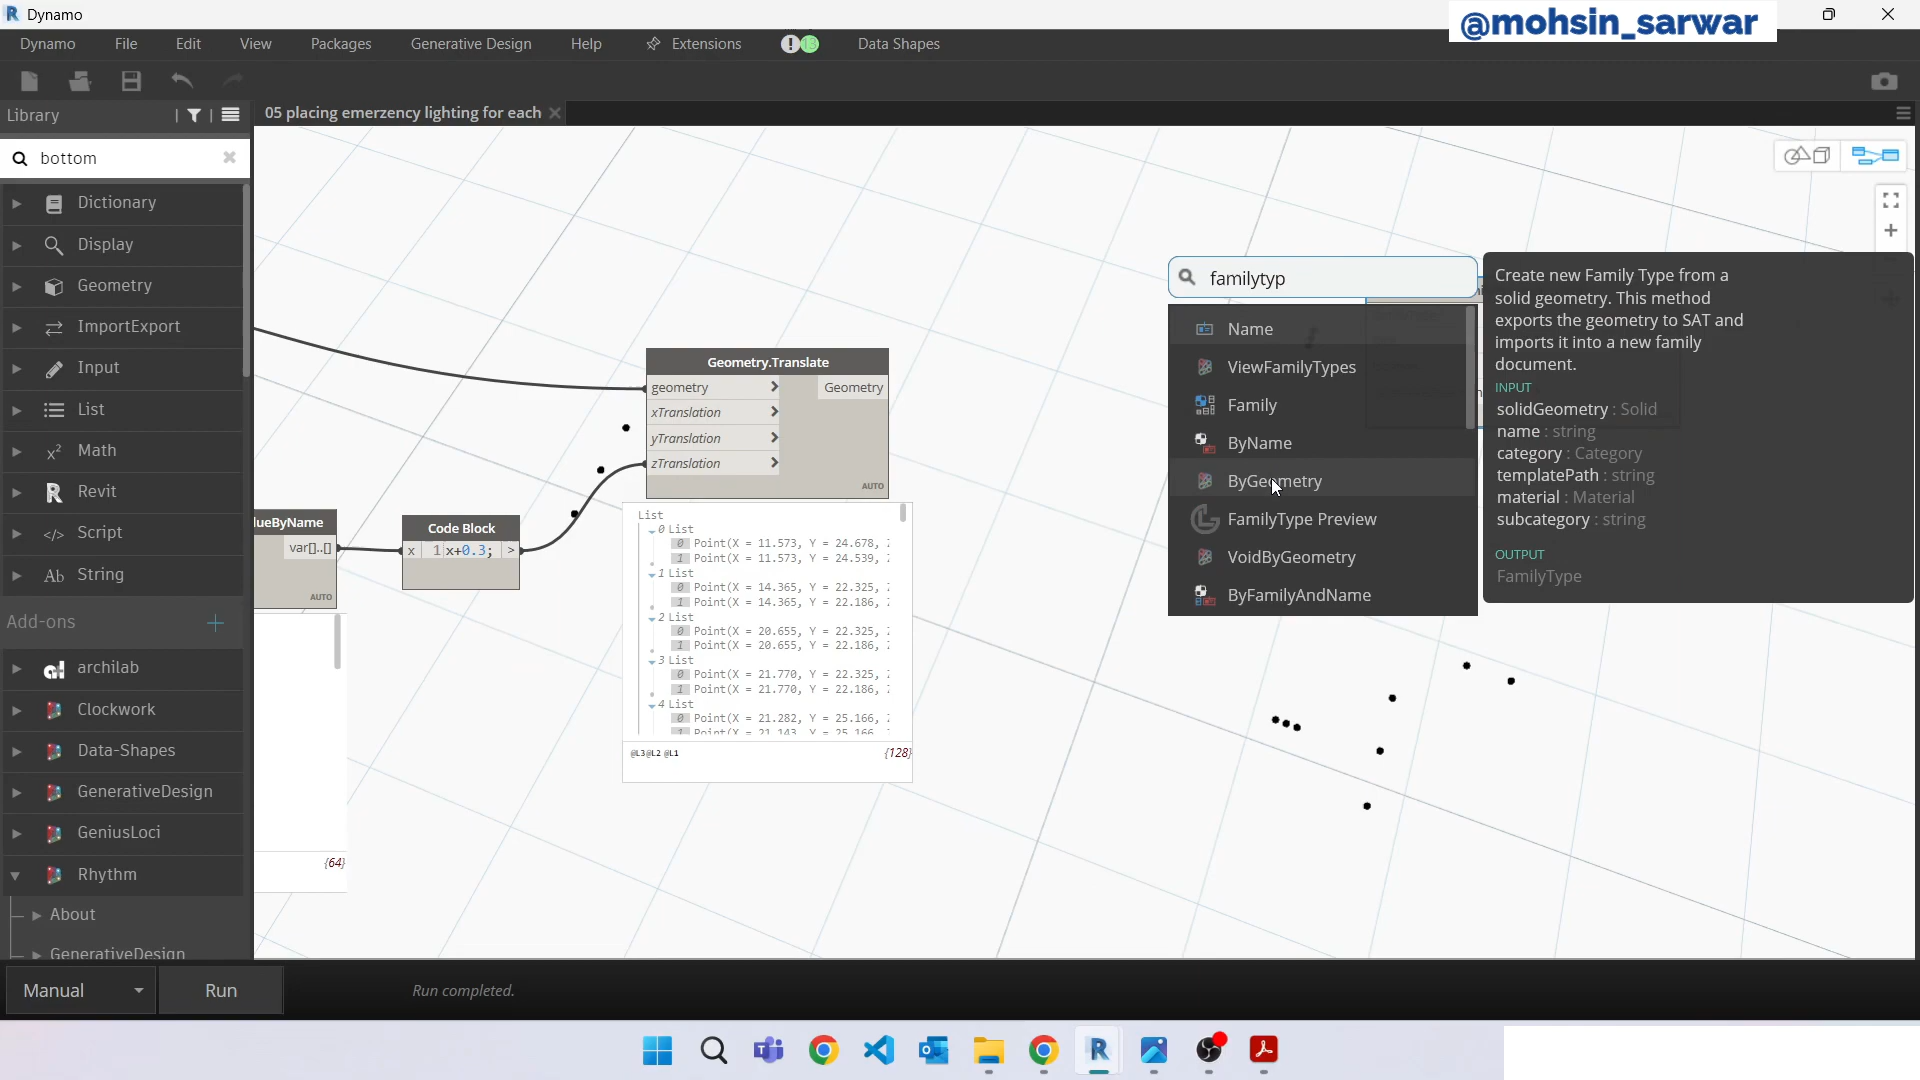 Dynamo
@mohsin_sarwar
Dynamo File Edit View Packages Generative Design Help Extensions Data Shapes
Library
05 placing emerzency lighting for each
bottom
Dictionary
Display
Geometry
ImportExport
Input
List
Math
Revit
Script
String
Add-ons
archilab
Clockwork
Data-Shapes
GenerativeDesign
GeniusLoci
Rhythm
About
GenerativeDesign
lueByName
var[]..[]
AUTO
{64}
Code Block
x 1 x+0.3; >
Geometry.Translate
geometry > Geometry
xTranslation >
yTranslation >
zTranslation >
AUTO
List
0 List
0 Point(X = 11.573, Y = 24.678, Z
1 Point(X = 11.573, Y = 24.539, Z
1 List
0 Point(X = 14.365, Y = 22.325, Z
1 Point(X = 14.365, Y = 22.186, Z
2 List
0 Point(X = 20.655, Y = 22.325, Z
1 Point(X = 20.655, Y = 22.186, Z
3 List
0 Point(X = 21.770, Y = 22.325, Z
1 Point(X = 21.770, Y = 22.186, Z
4 List
0 Point(X = 21.282, Y = 25.166, Z
1 Point(X = 21.143, Y = 25.166, Z
@L3 @L2 @L1 {128}
familytyp
Name
ViewFamilyTypes
Family
ByName
ByGeometry
FamilyType Preview
VoidByGeometry
ByFamilyAndName
Create new Family Type from a
solid geometry. This method
exports the geometry to SAT and
imports it into a new family
document.
INPUT
solidGeometry : Solid
name : string
category : Category
templatePath : string
material : Material
subcategory : string
OUTPUT
FamilyType
Manual Run Run completed.